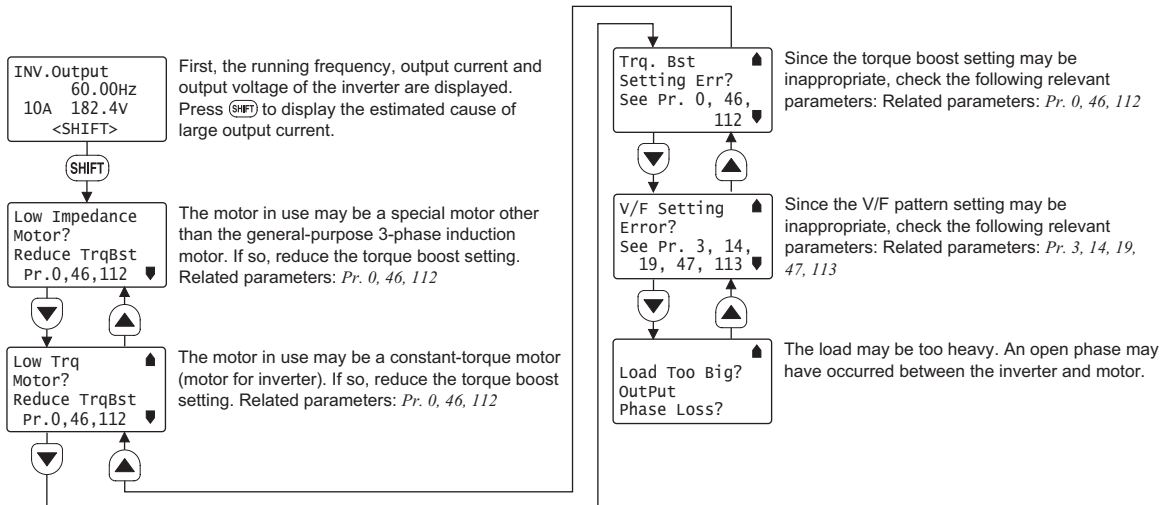 INV.Output
60.00Hz
10A 182.4V
<SHIFT>
First, the running frequency, output current and
output voltage of the inverter are displayed.
Press SHIFT to display the estimated cause of
large output current.
SHIFT
Low Impedance
Motor?
Reduce TrqBst
Pr.0,46,112
The motor in use may be a special motor other
than the general-purpose 3-phase induction
motor. If so, reduce the torque boost setting.
Related parameters: Pr. 0, 46, 112
Low Trq
Motor?
Reduce TrqBst
Pr.0,46,112
The motor in use may be a constant-torque motor
(motor for inverter). If so, reduce the torque boost
setting. Related parameters: Pr. 0, 46, 112
Trq. Bst
Setting Err?
See Pr. 0, 46,
112
Since the torque boost setting may be
inappropriate, check the following relevant
parameters: Related parameters: Pr. 0, 46, 112
V/F Setting
Error?
See Pr. 3, 14,
19, 47, 113
Since the V/F pattern setting may be
inappropriate, check the following relevant
parameters: Related parameters: Pr. 3, 14, 19,
47, 113
Load Too Big?
OutPut
Phase Loss?
The load may be too heavy. An open phase may
have occurred between the inverter and motor.